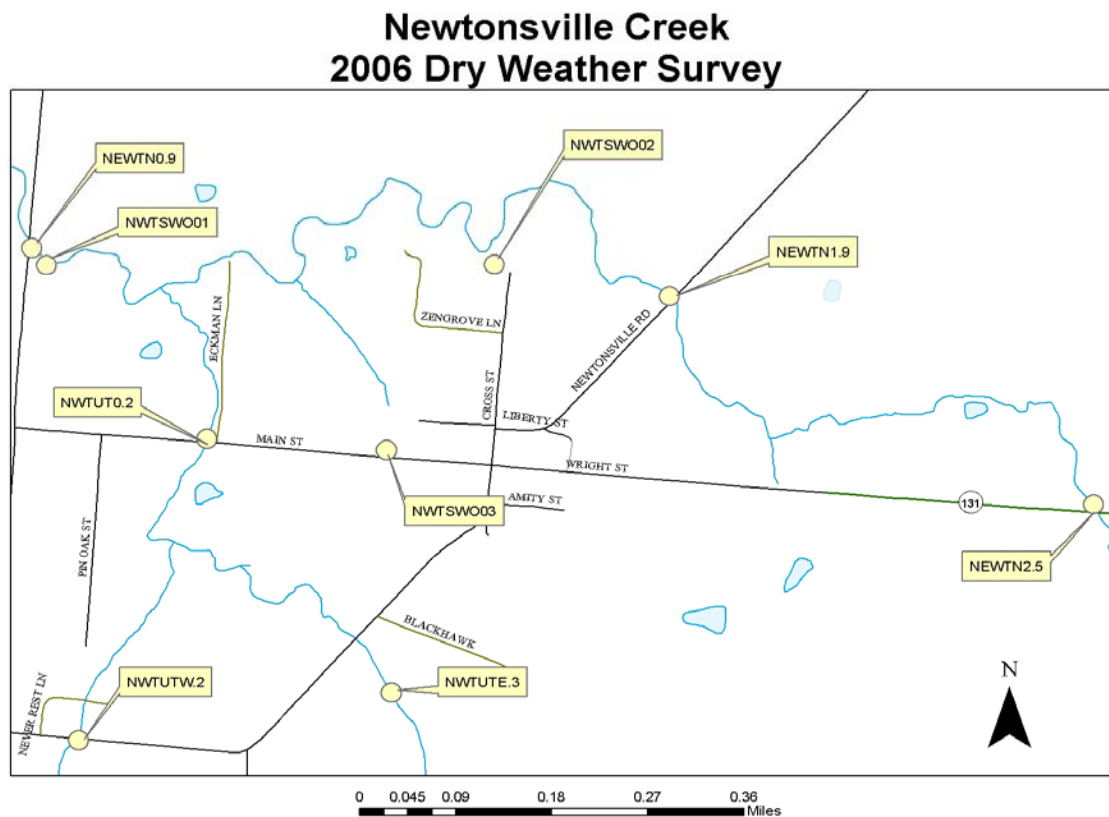 Newtonsville Creek
2006 Dry Weather Survey
NEWTN0.9
NWTSWO02
NWTSWO01
NEWTN1.9
ECKMAN LN
ZENGROVE LN
NEWTONSVILLE RD
CROSS ST
NWTUT0.2
LIBERTY ST
MAIN ST
WRIGHT ST
AMITY ST
131
NWTSWO03
PIN OAK ST
NEWTN2.5
BLACKHAWK
NEVER REST LN
NWTUTW.2
NWTUTE.3
N
0 0.045 0.09 0.18 0.27 0.36
Miles